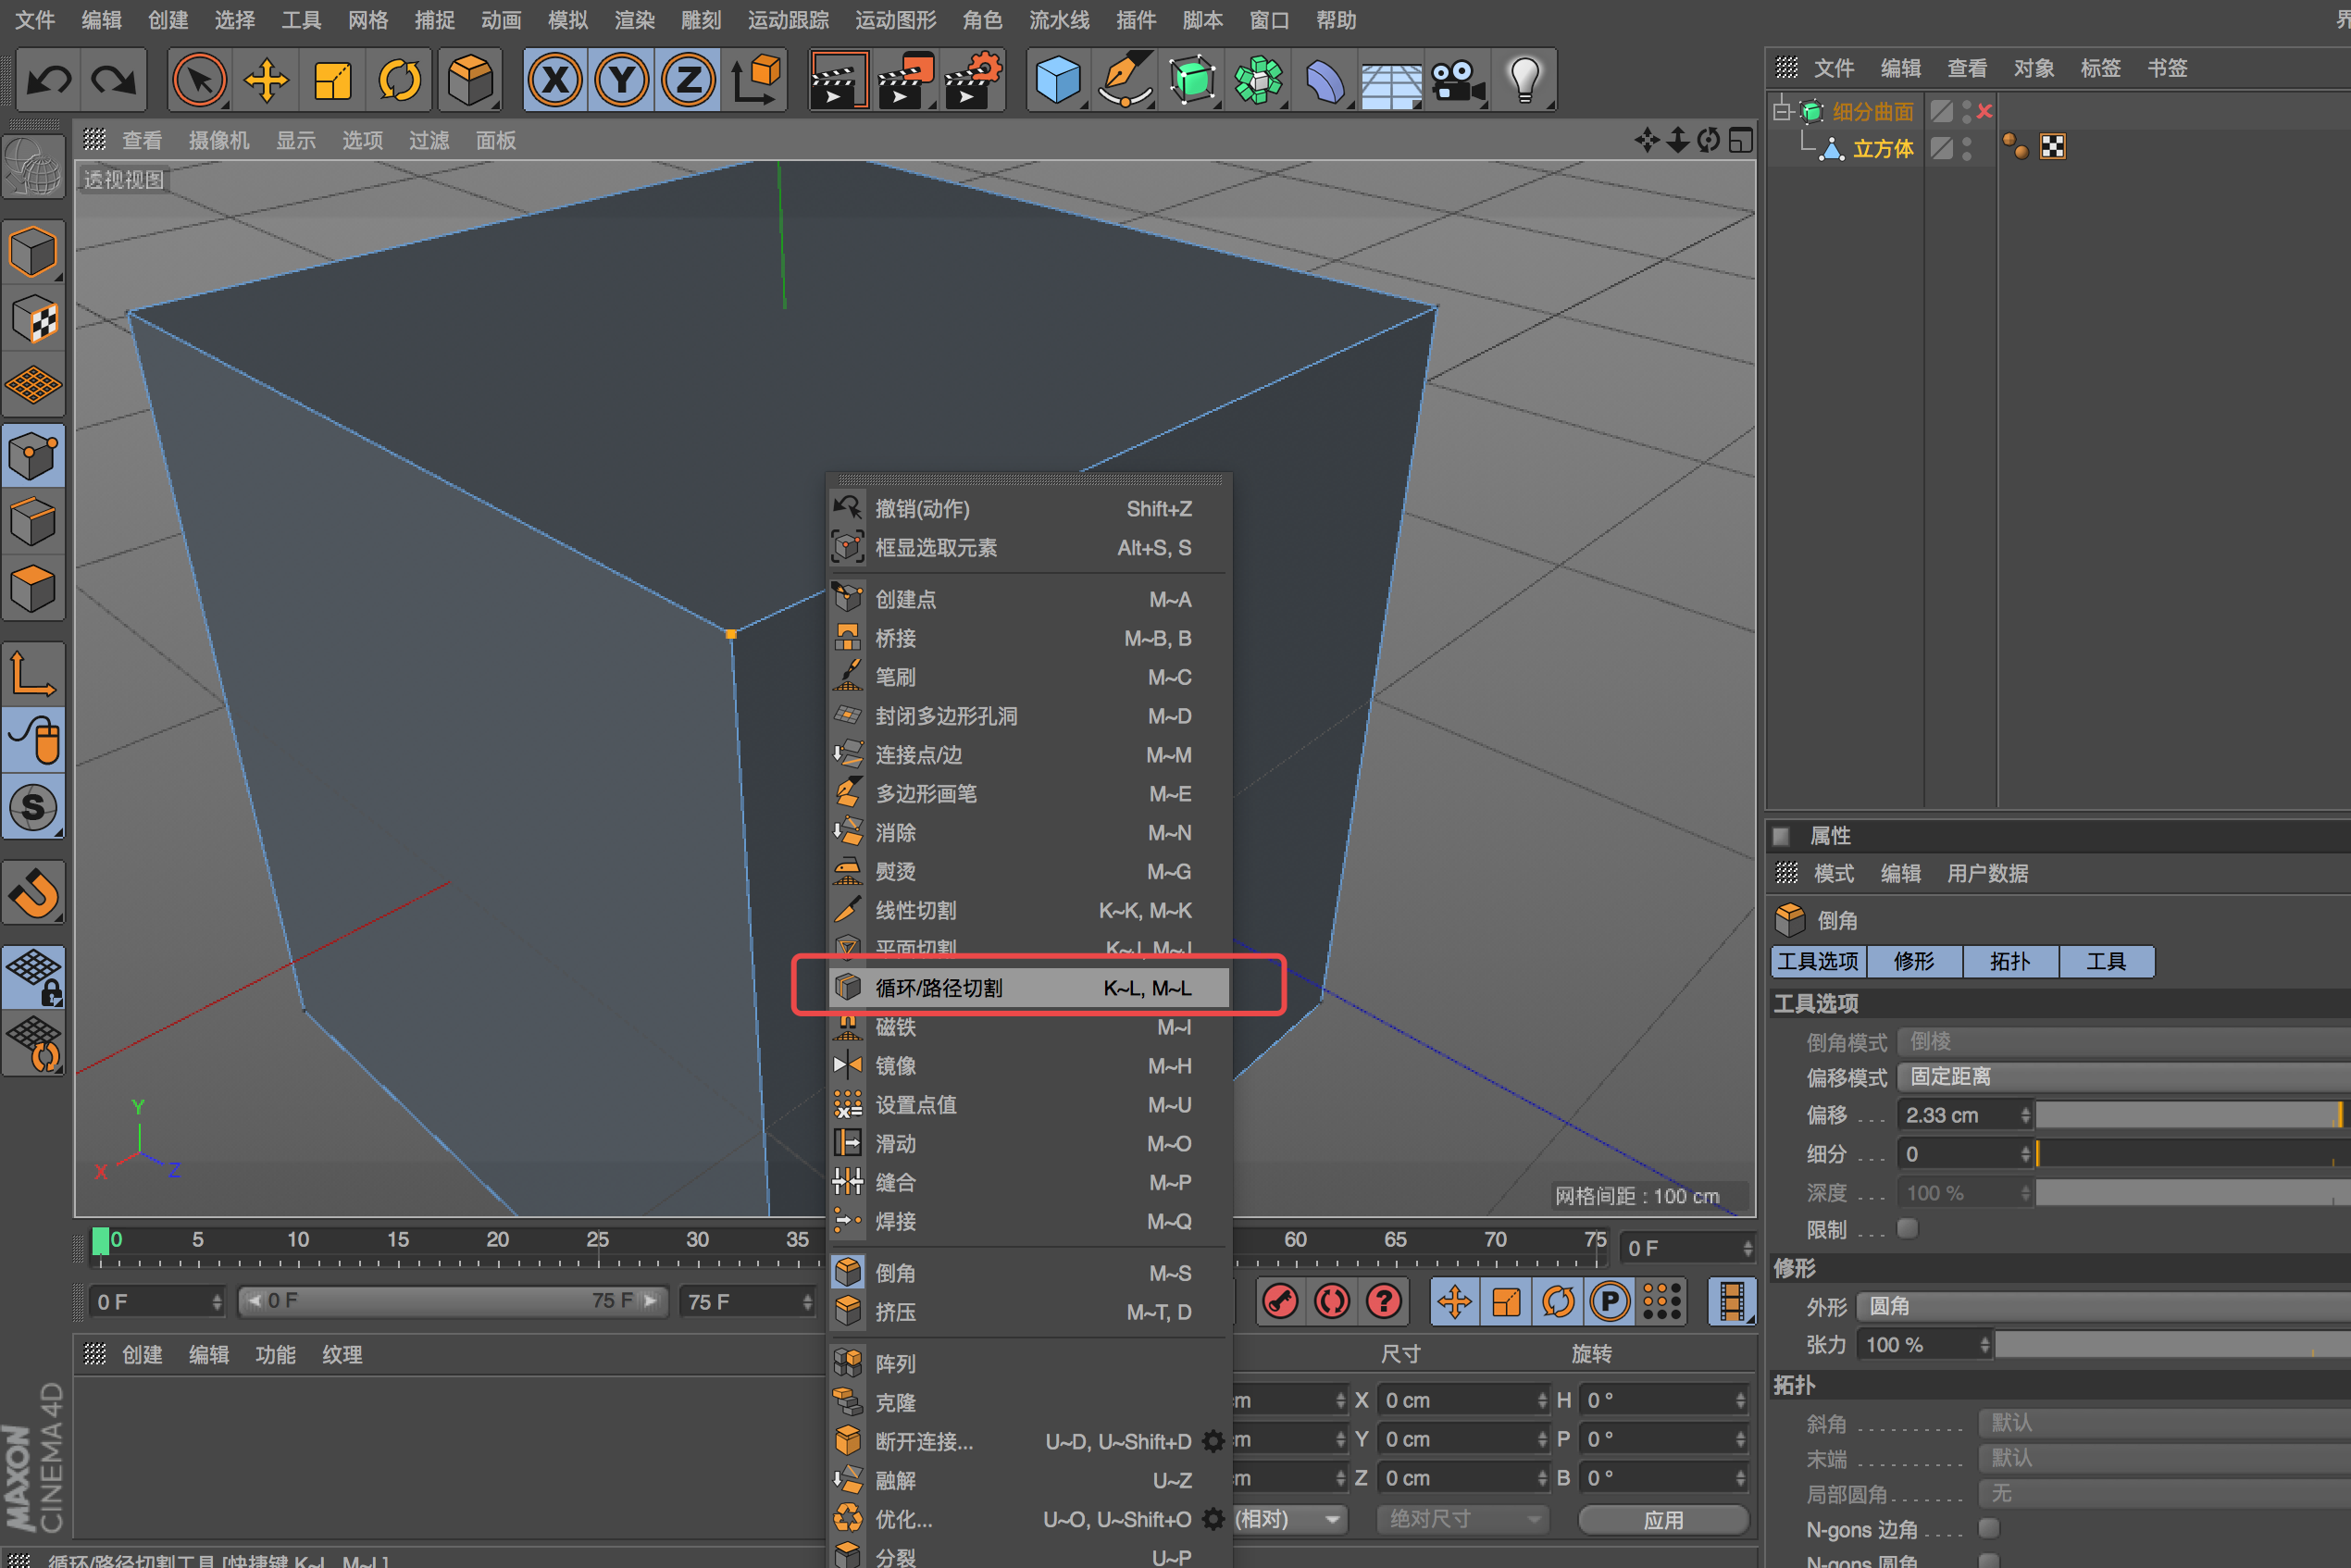 文件 编辑 创建 选择 工具 网格 捕捉 动画 模拟 渲染 雕刻 运动跟踪 运动图形 角色 流水线 插件 脚本 窗口 帮助
X Y Z
文件 编辑 查看 对象 标签 书签
细分曲面
立方体
查看 摄像机 显示 选项 过滤 面板
透视视图
撤销(动作) Shift+Z
框显选取元素 Alt+S, S
创建点 M~A
桥接 M~B, B
笔刷 M~C
封闭多边形孔洞 M~D
连接点/边 M~M
多边形画笔 M~E
消除 M~N
熨烫 M~G
线性切割 K~K, M~K
平面切割 K~J, M~J
循环/路径切割 K~L, M~L
磁铁 M~I
镜像 M~H
设置点值 M~U
滑动 M~O
缝合 M~P
焊接 M~Q
倒角 M~S
挤压 M~T, D
阵列
克隆
断开连接... U~D, U~Shift+D
融解 U~Z
优化... U~O, U~Shift+O
分裂 U~P
S
Y
X Z
网格间距 : 100 cm
属性
模式 编辑 用户数据
倒角
工具选项 修形 拓扑 工具
工具选项
倒角模式 倒棱
偏移模式 固定距离
偏移 . . . 2.33 cm
细分 . . . 0
深度 . . . 100 %
限制 . . .
修形
外形 圆角
张力 100 %
拓扑
斜角 . . . . . . . . . . 默认
末端 . . . . . . . . . . 默认
局部圆角. . . . . . . 无
N-gons 边角 . . . .
N-gons 圆角
0 5 10 15 20 25 30 35 60 65 70 75 0 F
0 F 0 F 75 F 75 F
? P
创建 编辑 功能 纹理
尺寸 旋转
cm X 0 cm H 0 °
cm Y 0 cm P 0 °
cm Z 0 cm B 0 °
(相对) 绝对尺寸 应用
MAXON
CINEMA 4D
循环/路径切割工具 [快捷键 K~L, M~L]